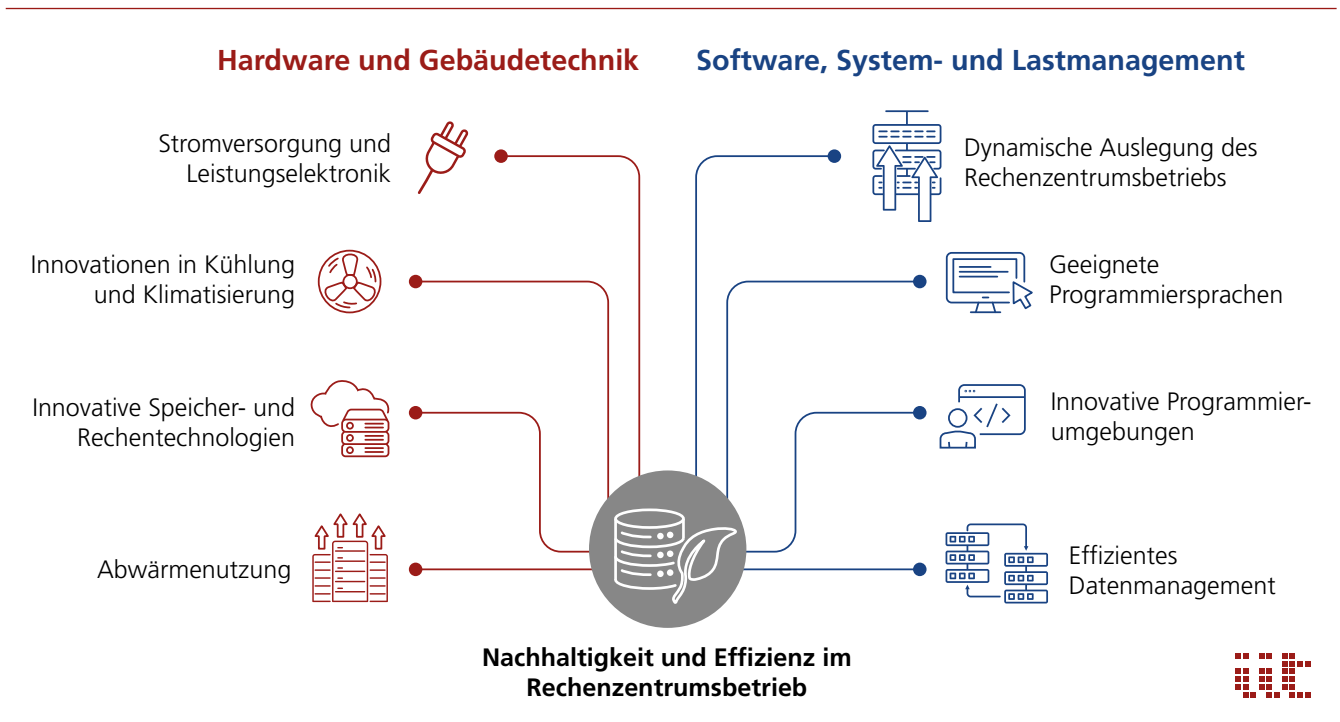 Hardware und Gebäudetechnik
Software, System- und Lastmanagement
Stromversorgung und
Leistungselektronik
Innovationen in Kühlung
und Klimatisierung
Innovative Speicher- und
Rechentechnologien
Abwärmenutzung
Dynamische Auslegung des
Rechenzentrumsbetriebs
Geeignete
Programmiersprachen
</>
Innovative Programmier-
umgebungen
Effizientes
Datenmanagement
Nachhaltigkeit und Effizienz im
Rechenzentrumsbetrieb